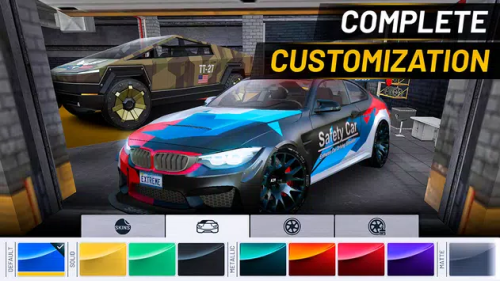 COMPLETE
CUSTOMIZATION
TT-27
Safety Car
EXTREME
SKINS
DEFAULT
SOLID
METALLIC
MATTE